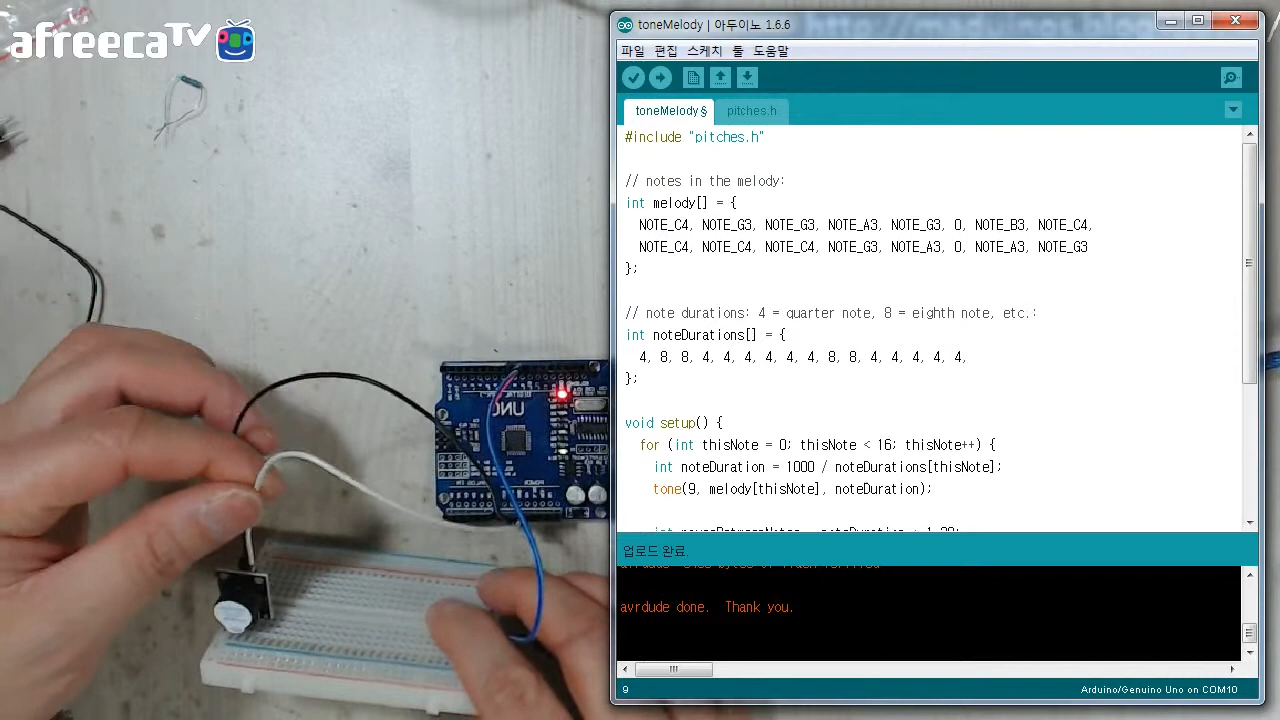 afreecaTV
toneMelody | 아두이노 1.6.6
파일 편집 스케치 툴 도움말
toneMelody § pitches.h
#include "pitches.h"
// notes in the melody:
int melody[] = {
NOTE_C4, NOTE_G3, NOTE_G3, NOTE_A3, NOTE_G3, 0, NOTE_B3, NOTE_C4,
NOTE_C4, NOTE_C4, NOTE_C4, NOTE_G3, NOTE_A3, 0, NOTE_A3, NOTE_G3
};
// note durations: 4 = quarter note, 8 = eighth note, etc.:
int noteDurations[] = {
4, 8, 8, 4, 4, 4, 4, 4, 4, 8, 8, 4, 4, 4, 4, 4,
};
void setup() {
for (int thisNote = 0; thisNote < 16; thisNote++) {
int noteDuration = 1000 / noteDurations[thisNote];
tone(9, melody[thisNote], noteDuration);
업로드 완료.
avrdude done. Thank you.
9 Arduino/Genuino Uno on COM10
UNO